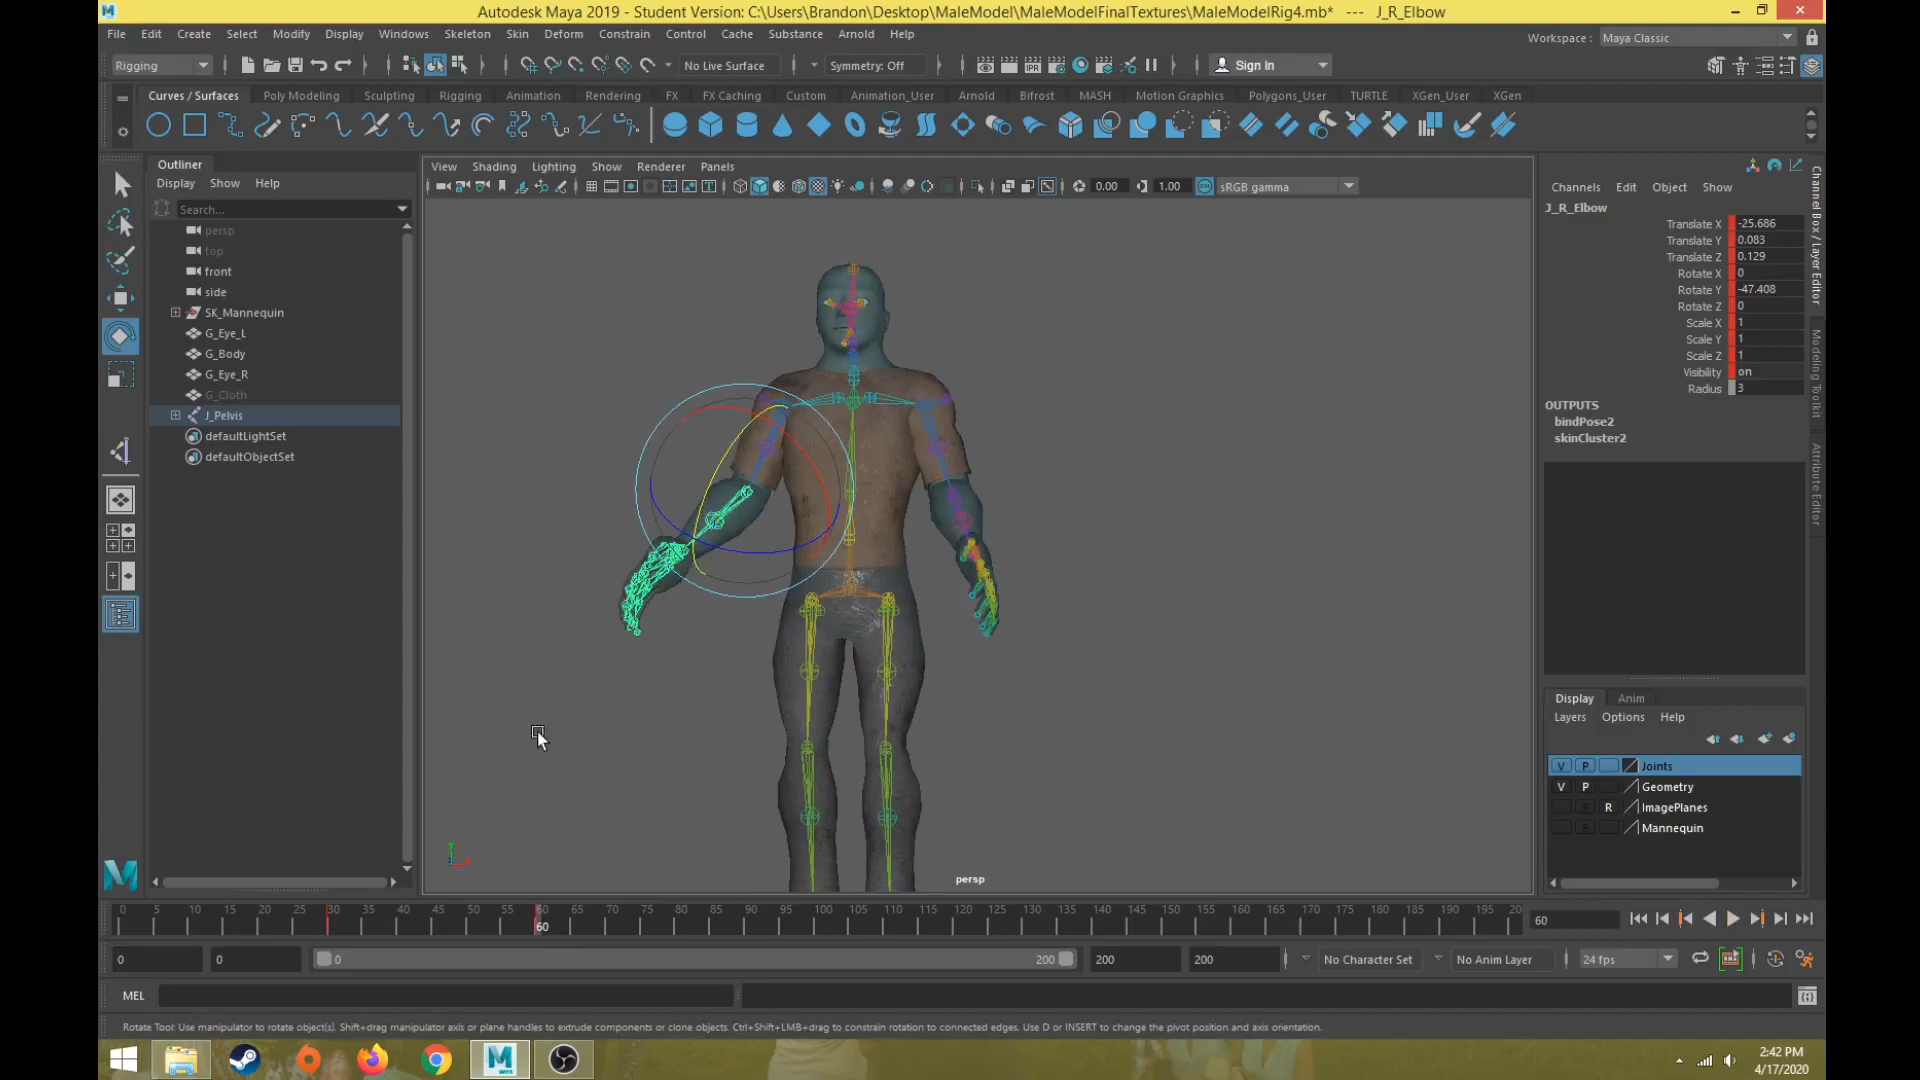 Autodesk Maya 2019 - Student Version: C:\Users\Brandon\Desktop\MaleModel\MaleModelFinalTextures\MaleModelRig4.mb* --- J_R_Elbow
File Edit Create Select Modify Display Windows Skeleton Skin Deform Constrain Control Cache Substance Arnold Help
Workspace : Maya Classic
Rigging No Live Surface Symmetry: Off Sign In
Curves / Surfaces Poly Modeling Sculpting Rigging Animation Rendering FX FX Caching Custom Animation_User Arnold Bifrost MASH Motion Graphics Polygons_User TURTLE XGen_User XGen
Outliner
Display Show Help
Search...
persp
top
front
side
SK_Mannequin
G_Eye_L
G_Body
G_Eye_R
G_Cloth
J_Pelvis
defaultLightSet
defaultObjectSet
View Shading Lighting Show Renderer Panels
0.00 1.00 sRGB gamma
persp
Channels Edit Object Show
J_R_Elbow
Translate X -25.686
Translate Y 0.083
Translate Z 0.129
Rotate X 0
Rotate Y -47.408
Rotate Z 0
Scale X 1
Scale Y 1
Scale Z 1
Visibility on
Radius 3
OUTPUTS
bindPose2
skinCluster2
Channel Box / Layer Editor
Modeling Toolkit
Attribute Editor
Display Anim
Layers Options Help
V P Joints
V P Geometry
P R ImagePlanes
P Mannequin
0 5 10 15 20 25 30 35 40 45 50 55 60 65 70 75 80 85 90 95 100 105 110 115 120 125 130 135 140 145 150 155 160 165 170 175 180 185 190 195 20
60
60
0 0 0 200 200 200 No Character Set No Anim Layer 24 fps
MEL
Rotate Tool: Use manipulator to rotate object(s). Shift+drag manipulator axis or plane handles to extrude components or clone objects. Ctrl+Shift+LMB+drag to constrain rotation to connected edges. Use D or INSERT to change the pivot position and axis orientation.
2:42 PM
4/17/2020